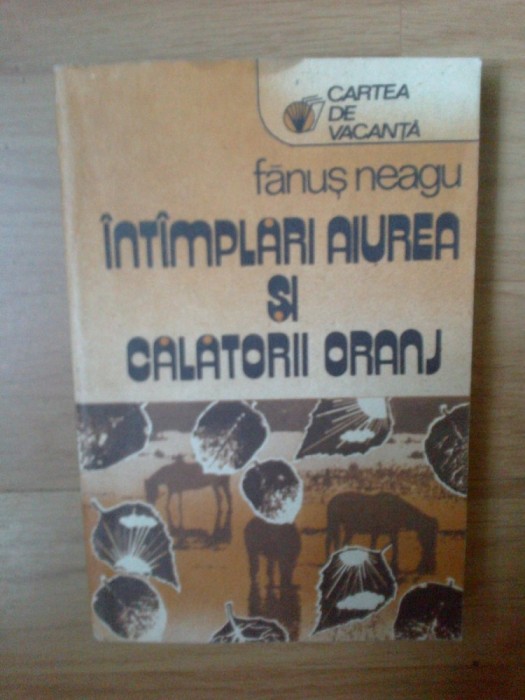 CARTEA
DE
VACANȚĂ
fănuș neagu
ÎNTÎMPLĂRI AIUREA
ȘI
CĂLĂTORII ORANJ